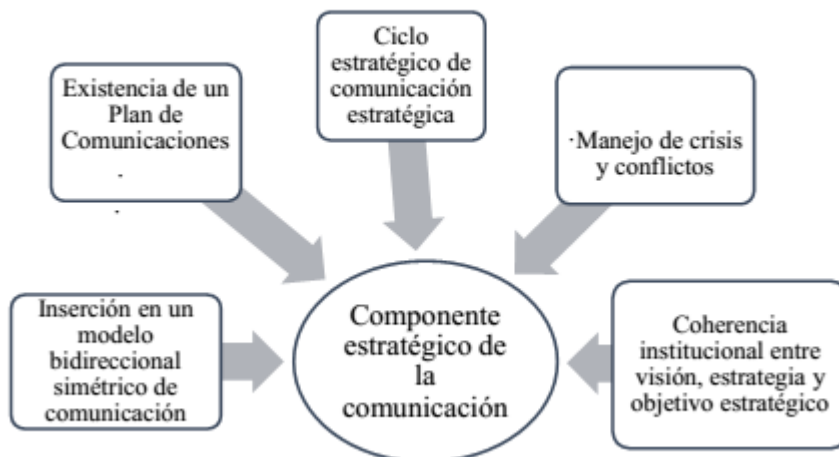 Ciclo
estratégico de
comunicación
estratégica
Existencia de un
Plan de
Comunicaciones
.
.
·Manejo de crisis
y conflictos
Inserción en un
modelo
bidireccional
simétrico de
comunicación
Componente
estratégico de
la
comunicación
Coherencia
institucional entre
visión, estrategia y
objetivo estratégico